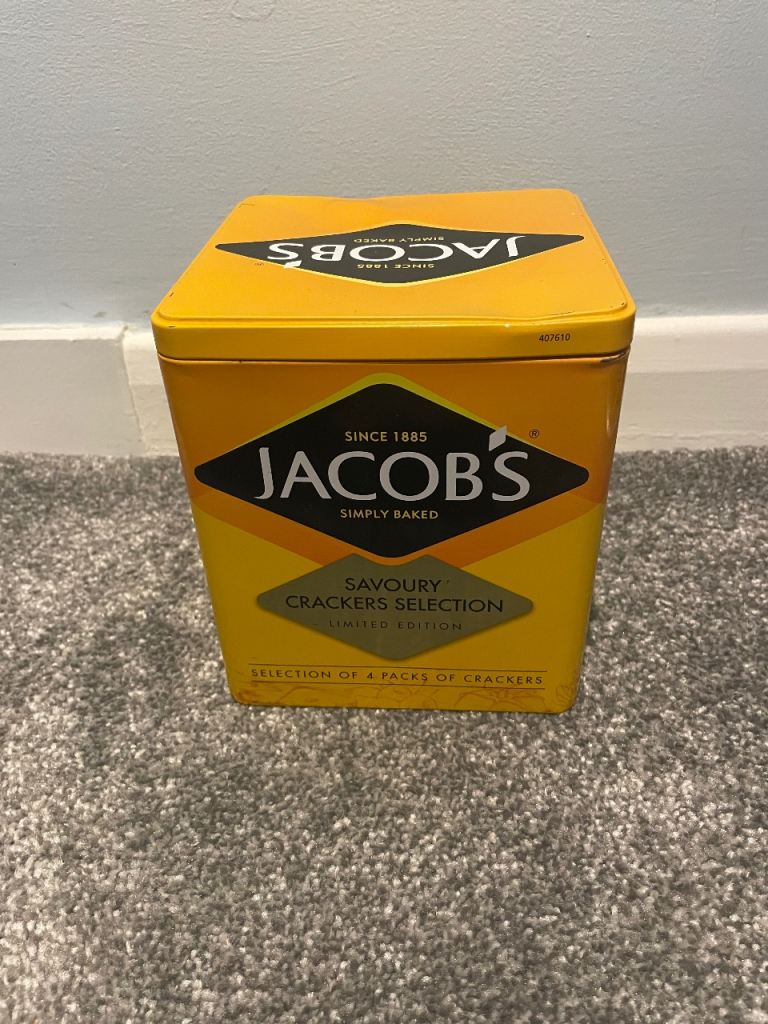 JACOB'S
SIMPLY BAKED
SINCE 1885
®
407610
SINCE 1885
JACOB'S
®
SIMPLY BAKED
SAVOURY
CRACKERS SELECTION
LIMITED EDITION
SELECTION OF 4 PACKS OF CRACKERS